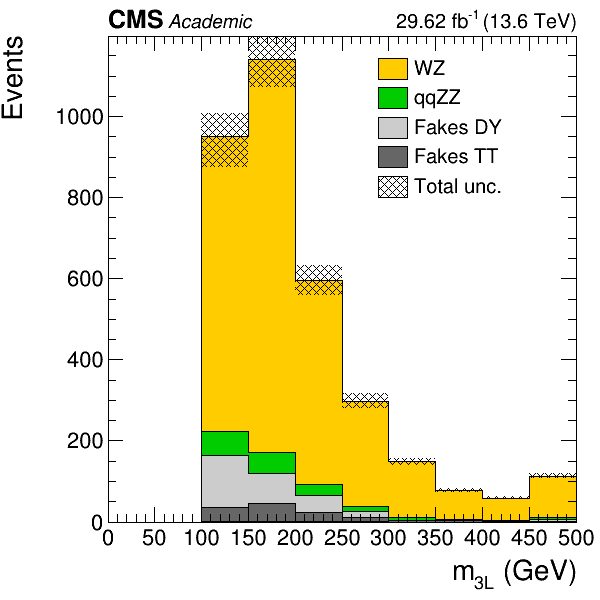 CMS Academic 29.62 fb⁻¹ (13.6 TeV)
Events
WZ
qqZZ
Fakes DY
Fakes TT
Total unc.
1000
800
600
400
200
0
0 50 100 150 200 250 300 350 400 450 500
m₃L (GeV)